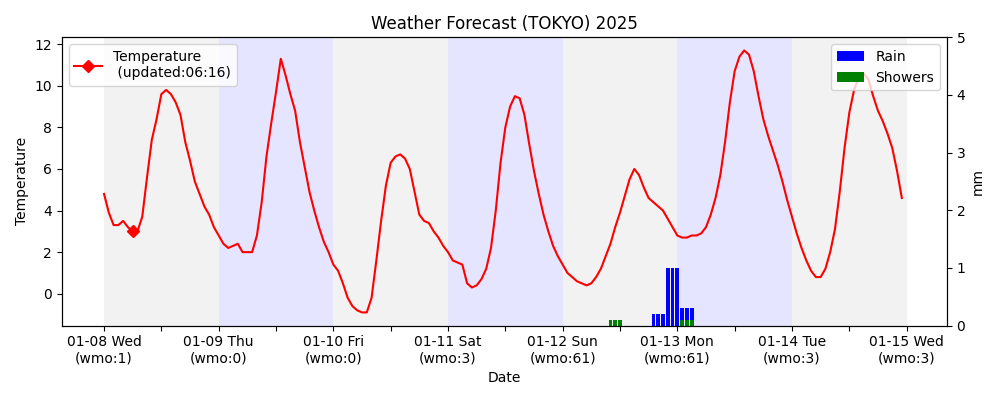 Weather Forecast (TOKYO) 2025
Temperature
(updated:06:16)
Rain
Showers
Temperature
12
10
8
6
4
2
0
5
4
3
2
1
0
mm
01-08 Wed
(wmo:1)
01-09 Thu
(wmo:0)
01-10 Fri
(wmo:0)
01-11 Sat
(wmo:3)
01-12 Sun
(wmo:61)
01-13 Mon
(wmo:61)
01-14 Tue
(wmo:3)
01-15 Wed
(wmo:3)
Date